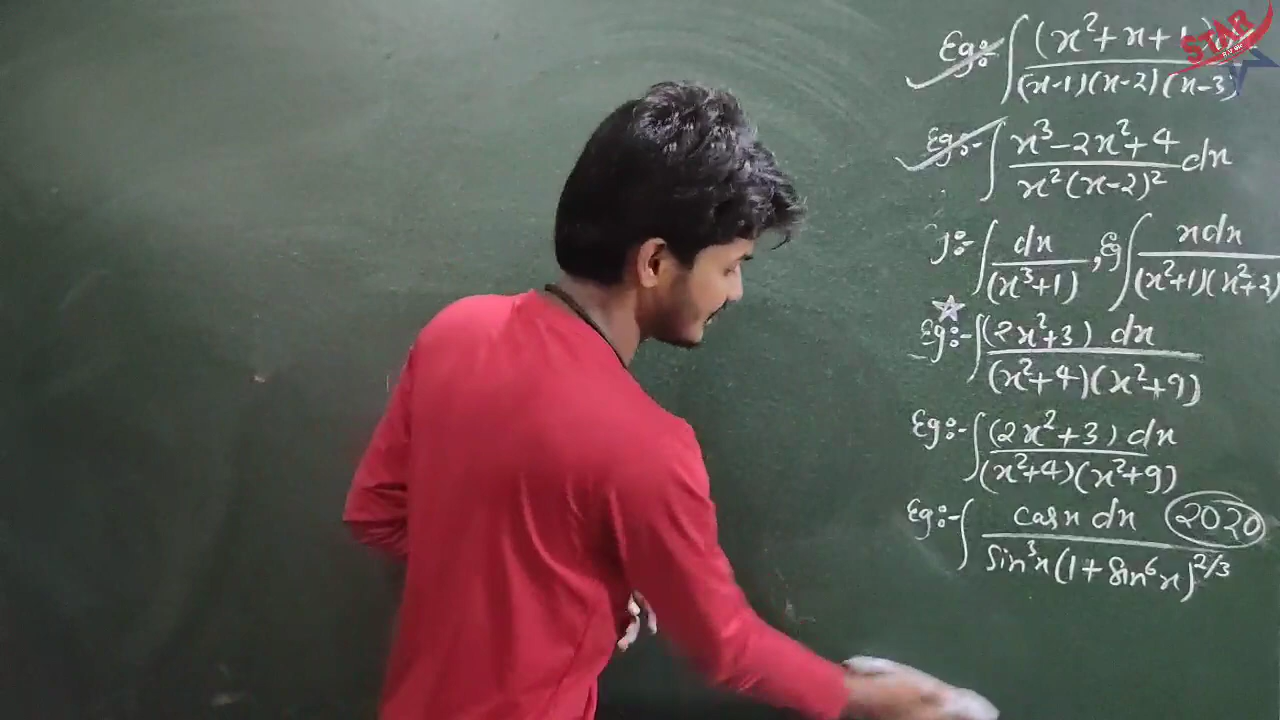 STAR
Eg:- ∫ (x²+x+1) / (x-1)(x-2)(x-3)
Eg:- ∫ x³-2x²+4 / x²(x-2)² dx
g:- ∫ dx / (x³+1) , Eg ∫ xdx / (x²+1)(x²+2)
Eg:- ∫ (2x²+3) dx / (x²+4)(x²+9)
Eg:- ∫ (2x²+3) dx / (x²+4)(x²+9)
Eg:- ∫ cosx dx / sin³x(1+sin⁶x)^2/3 2020